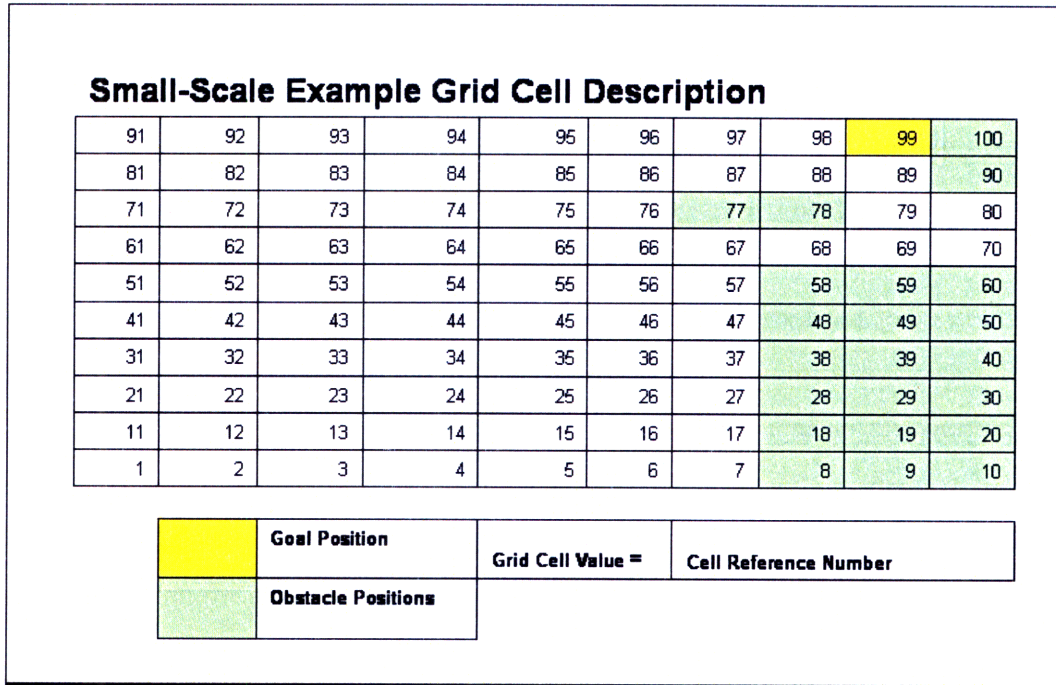 Small-Scale Example Grid Cell Description
91 92 93 94 95 96 97 98 99 100
81 82 83 84 85 86 87 88 89 90
71 72 73 74 75 76 77 78 79 80
61 62 63 64 65 66 67 68 69 70
51 52 53 54 55 56 57 58 59 60
41 42 43 44 45 46 47 48 49 50
31 32 33 34 35 36 37 38 39 40
21 22 23 24 25 26 27 28 29 30
11 12 13 14 15 16 17 18 19 20
1 2 3 4 5 6 7 8 9 10
Goal Position
Grid Cell Value = Cell Reference Number
Obstacle Positions